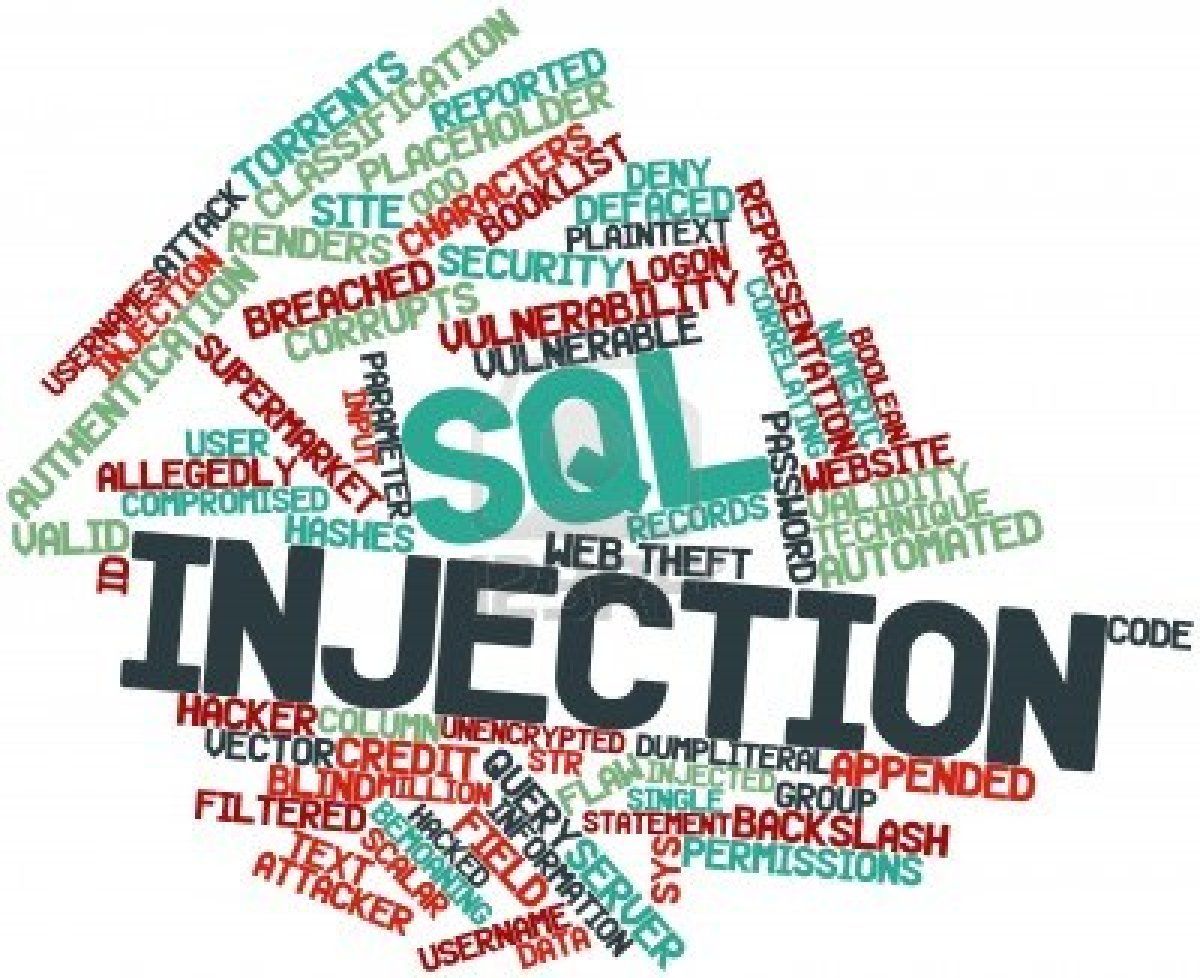 TORRENTS
CLASSIFICATION
REPORTED
PLACEHOLDER
CHARACTERS
BOOKLIST
DENY
DEFACED
PLAINTEXT
SITE
RENDERS
ATTACK
USERNAMES
INJECTION
AUTHENTICATION
BREACHED
CORRUPTS
SECURITY
LOGON
VULNERABILITY
VULNERABLE
REPRESENTATION
CORRELATING
NUMERIC
BOOLEAN
SUPERMARKET
INPUT
PARAMETER
SQL
PASSWORD
WEBSITE
VALIDITY
TECHNIQUE
AUTOMATED
USER
ALLEGEDLY
COMPROMISED
VALID
HASHES
RECORDS
WEB THEFT
ID
INJECTION
CODE
HACKER
COLUMN
UNENCRYPTED
VECTOR
CREDIT
STR
DUMP
LITERAL
APPENDED
BLIND
MILLION
QUERY
FLAW
INJECTED
SINGLE
GROUP
FILTERED
BEMOANING
HACKED
FIELD
INFORMATION
STATEMENT
BACKSLASH
TEXT
SCALAR
SERVER
SYS
PERMISSIONS
ATTACKER
USERNAME
DATA